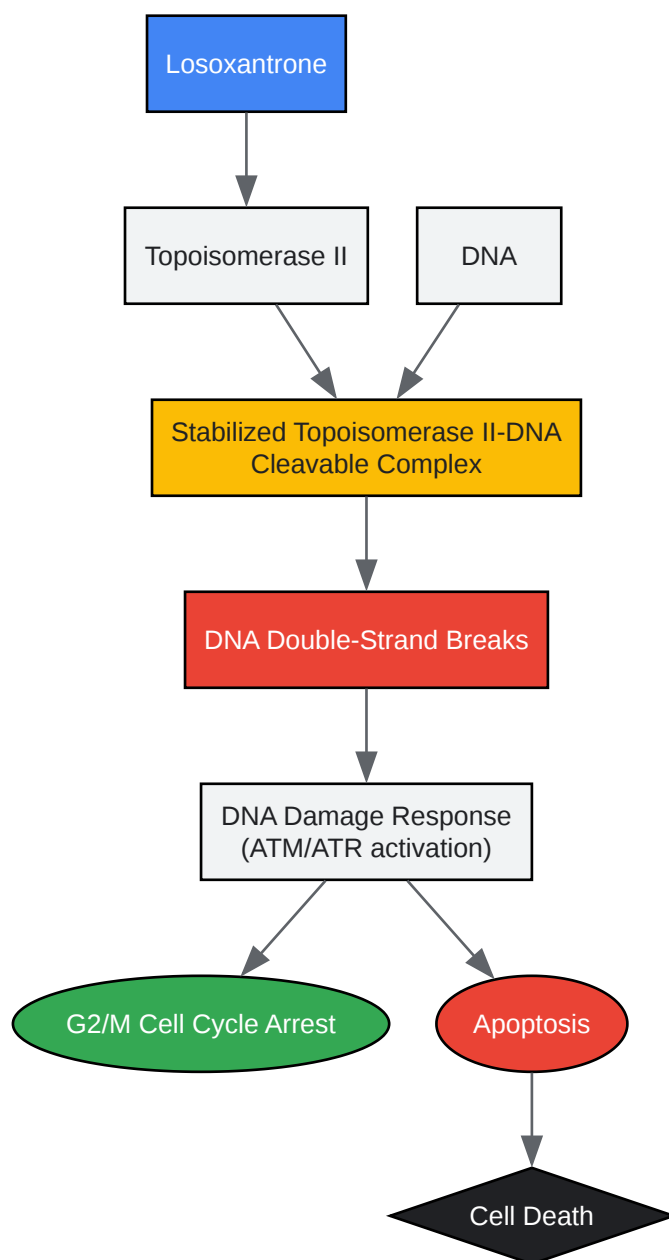 Losoxantrone
Topoisomerase II
DNA
Stabilized Topoisomerase II-DNA
Cleavable Complex
DNA Double-Strand Breaks
DNA Damage Response
(ATM/ATR activation)
G2/M Cell Cycle Arrest
Apoptosis
Cell Death